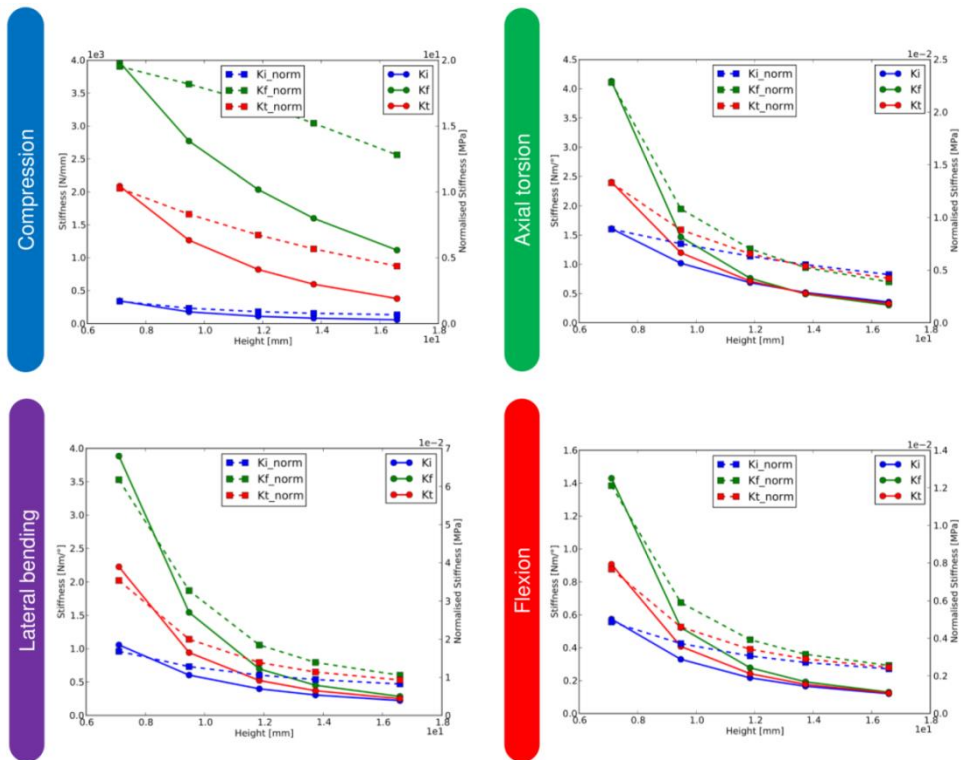 Compression
1e3
1e1
4.0
3.5
3.0
2.5
2.0
1.5
1.0
0.5
0.0
Stiffness [N/mm]
Ki_norm
Kf_norm
Kt_norm
Ki
Kf
Kt
2.0
1.5
1.0
0.5
0.0
Normalised Stiffness [MPa]
0.6 0.8 1.0 1.2 1.4 1.6 1.8
1e1
Height [mm]
Axial torsion
1e−2
4.5
4.0
3.5
3.0
2.5
2.0
1.5
1.0
0.5
0.0
Stiffness [Nm/°]
Ki_norm
Kf_norm
Kt_norm
Ki
Kf
Kt
2.5
2.0
1.5
1.0
0.5
0.0
Normalised Stiffness [MPa]
0.6 0.8 1.0 1.2 1.4 1.6 1.8
1e1
Height [mm]
Lateral bending
1e−2
4.0
3.5
3.0
2.5
2.0
1.5
1.0
0.5
0.0
Stiffness [Nm/°]
Ki_norm
Kf_norm
Kt_norm
Ki
Kf
Kt
7
6
5
4
3
2
1
0
Normalised Stiffness [MPa]
0.6 0.8 1.0 1.2 1.4 1.6 1.8
1e1
Height [mm]
Flexion
1e−2
1.6
1.4
1.2
1.0
0.8
0.6
0.4
0.2
0.0
Stiffness [Nm/°]
Ki_norm
Kf_norm
Kt_norm
Ki
Kf
Kt
1.4
1.2
1.0
0.8
0.6
0.4
0.2
0.0
Normalised Stiffness [MPa]
0.6 0.8 1.0 1.2 1.4 1.6 1.8
1e1
Height [mm]